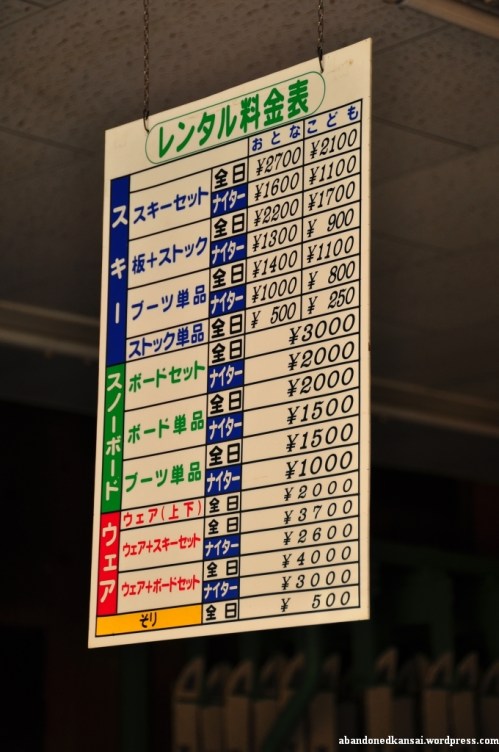 レンタル料金表
おとな こども
スキー
スキーセット 全日 ¥2700 ¥2100
ナイター ¥1600 ¥1100
板+ストック 全日 ¥2200 ¥1700
ナイター ¥1300 ¥ 900
ブーツ単品 全日 ¥1400 ¥1100
ナイター ¥1000 ¥ 800
ストック単品 全日 ¥ 500 ¥ 250
スノーボード
ボードセット 全日 ¥3000
ナイター ¥2000
ボード単品 全日 ¥2000
ナイター ¥1500
ブーツ単品 全日 ¥1500
ナイター ¥1000
ウェア
ウェア(上下) 全日 ¥2000
ウェア+スキーセット 全日 ¥3700
ナイター ¥2600
ウェア+ボードセット 全日 ¥4000
ナイター ¥3000
そり 全日 ¥ 500
abandonedkansai.wordpress.com